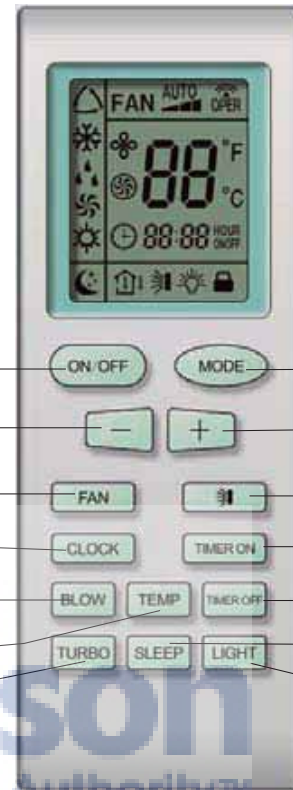 FAN AUTO OPER
88 °F
°C
88:88 HOUR
ON/OFF
ON/OFF MODE
- +
FAN
CLOCK TIMER ON
BLOW TEMP TIMER OFF
TURBO SLEEP LIGHT
son